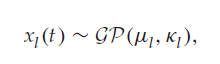 x_l(t) ∼ 𝒢𝒫(μ_l, κ_l),